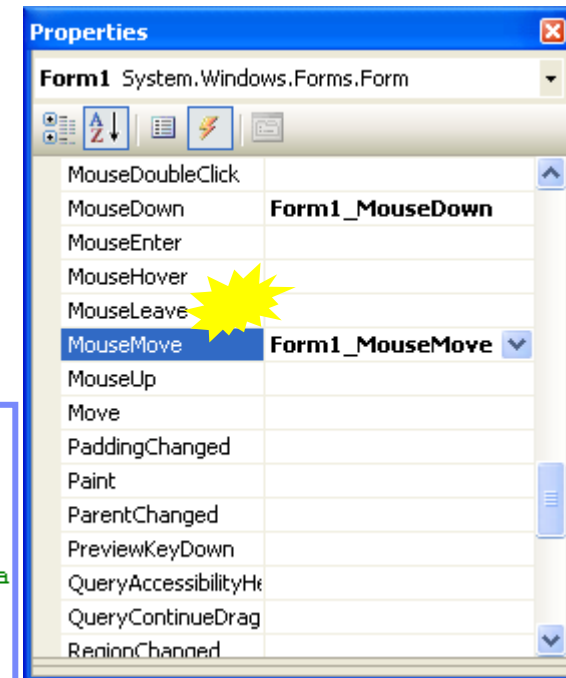 Properties
Form1 System.Windows.Forms.Form
A
Z
MouseDoubleClick
MouseDown Form1_MouseDown
MouseEnter
MouseHover
MouseLeave
MouseMove Form1_MouseMove
MouseUp
Move
PaddingChanged
Paint
ParentChanged
PreviewKeyDown
a
QueryAccessibilityHe
QueryContinueDrag
RegionChanged